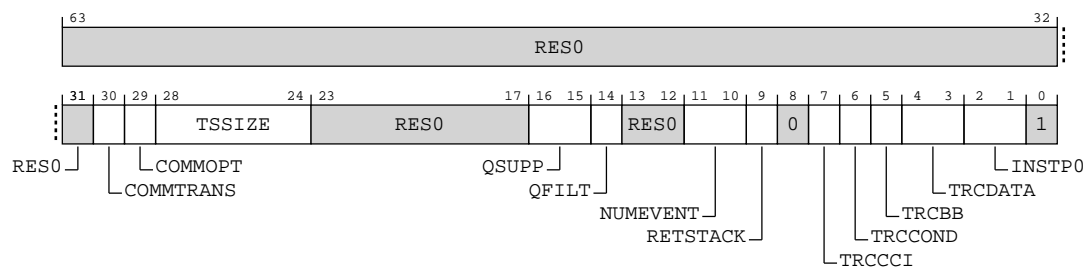 63 32
RES0
31 30 29 28 24 23 17 16 15 14 13 12 11 10 9 8 7 6 5 4 3 2 1 0
TSSIZE RES0 RES0 0 1
RES0 COMMOPT QSUPP INSTP0
COMMTRANS QFILT TRCDATA
NUMEVENT TRCBB
RETSTACK TRCCOND
TRCCCI